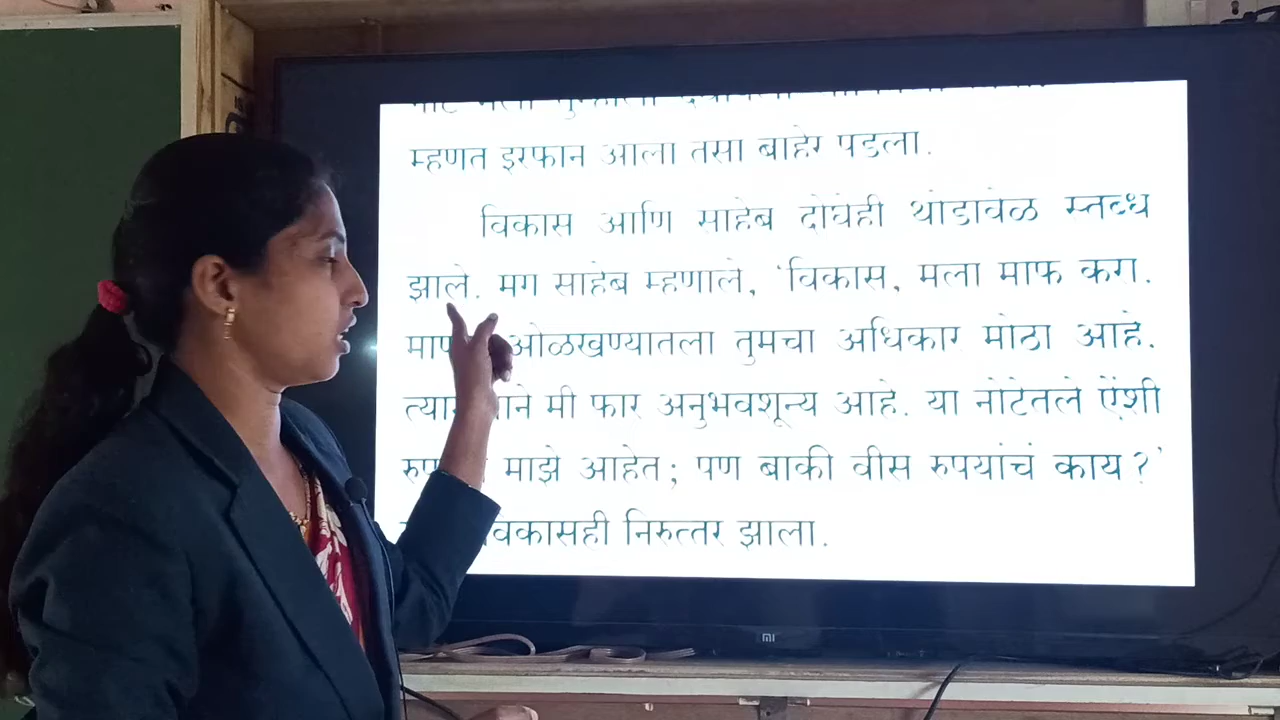 म्हणत इरफान आला तसा बाहेर पडला.
विकास आणि साहेब दोघेही थोडावेळ स्तब्ध
झाले. मग साहेब म्हणाले, 'विकास, मला माफ करा.
ओळखण्यातला तुमचा अधिकार मोठा आहे.
मी फार अनुभवशून्य आहे. या नोटेतले ऐंशी
माझे आहेत; पण बाकी वीस रुपयांचं काय?'
निरुत्तर झाला.
mi